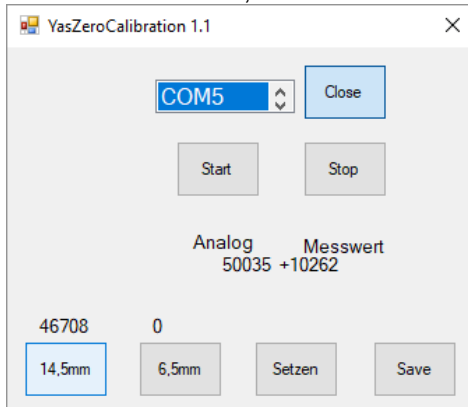 YasZeroCalibration 1.1
COM5 Close
Start Stop
Analog Messwert
50035 +10262
46708 0
14,5mm 6,5mm Setzen Save